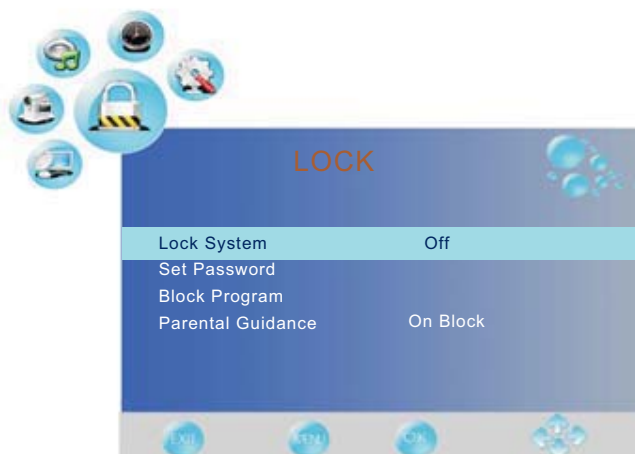 LOCK
Lock System Off
Set Password
Block Program
Parental Guidance On Block
EXIT MENU OK